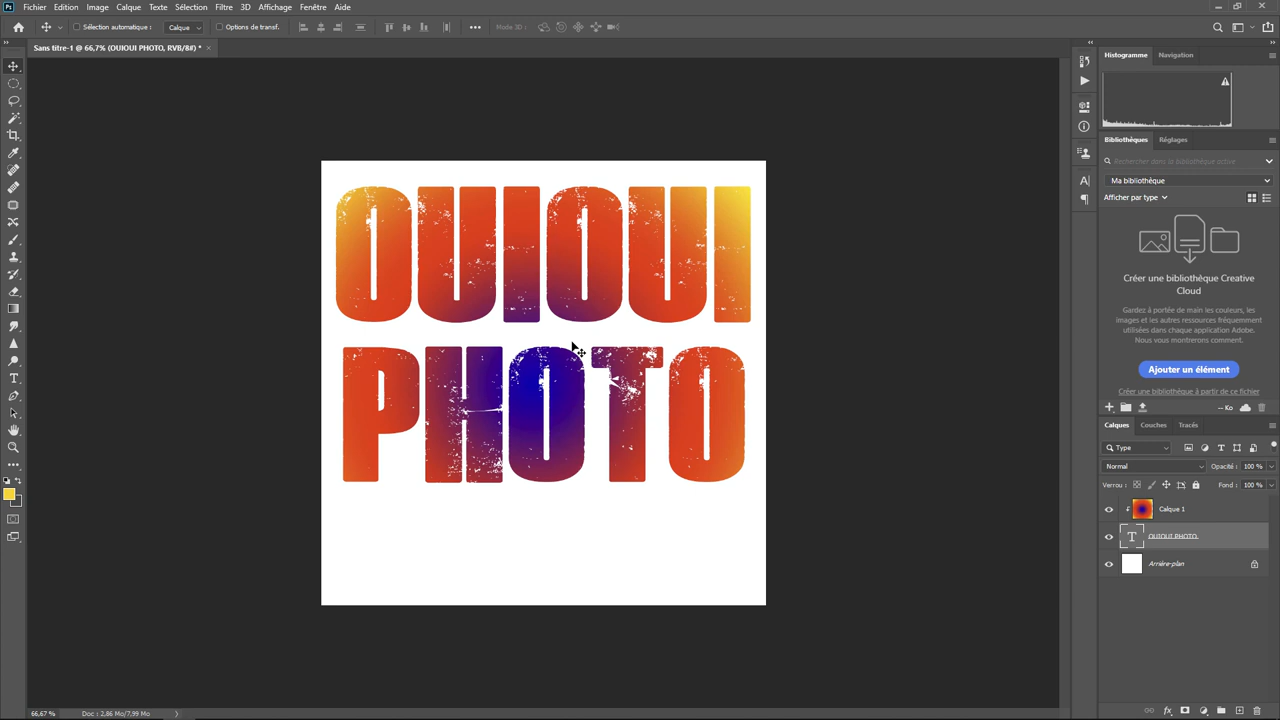 Fichier Edition Image Calque Texte Sélection Filtre 3D Affichage Fenêtre Aide
Sélection automatique : Calque Options de transf. Mode 3D :
Sans titre-1 @ 66,7% (OUIOUI PHOTO, RVB/8#) *
OUIOUI
PHOTO
Histogramme Navigation
Bibliothèques Réglages
Rechercher dans la bibliothèque active
Ma bibliothèque
Afficher par type
Créer une bibliothèque Creative
Cloud
Gardez à portée de main les couleurs, les
images et les autres ressources fréquemment
utilisées dans chaque application Adobe.
Nous vous montrerons comment.
Ajouter un élément
Créer une bibliothèque à partir de ce fichier
-- Ko
Calques Couches Tracés
Type
Normal Opacité : 100 %
Verrou : Fond : 100 %
Calque 1
T OUIOUI PHOTO
Arrière-plan
66,67 % Doc : 2,86 Mo/7,99 Mo